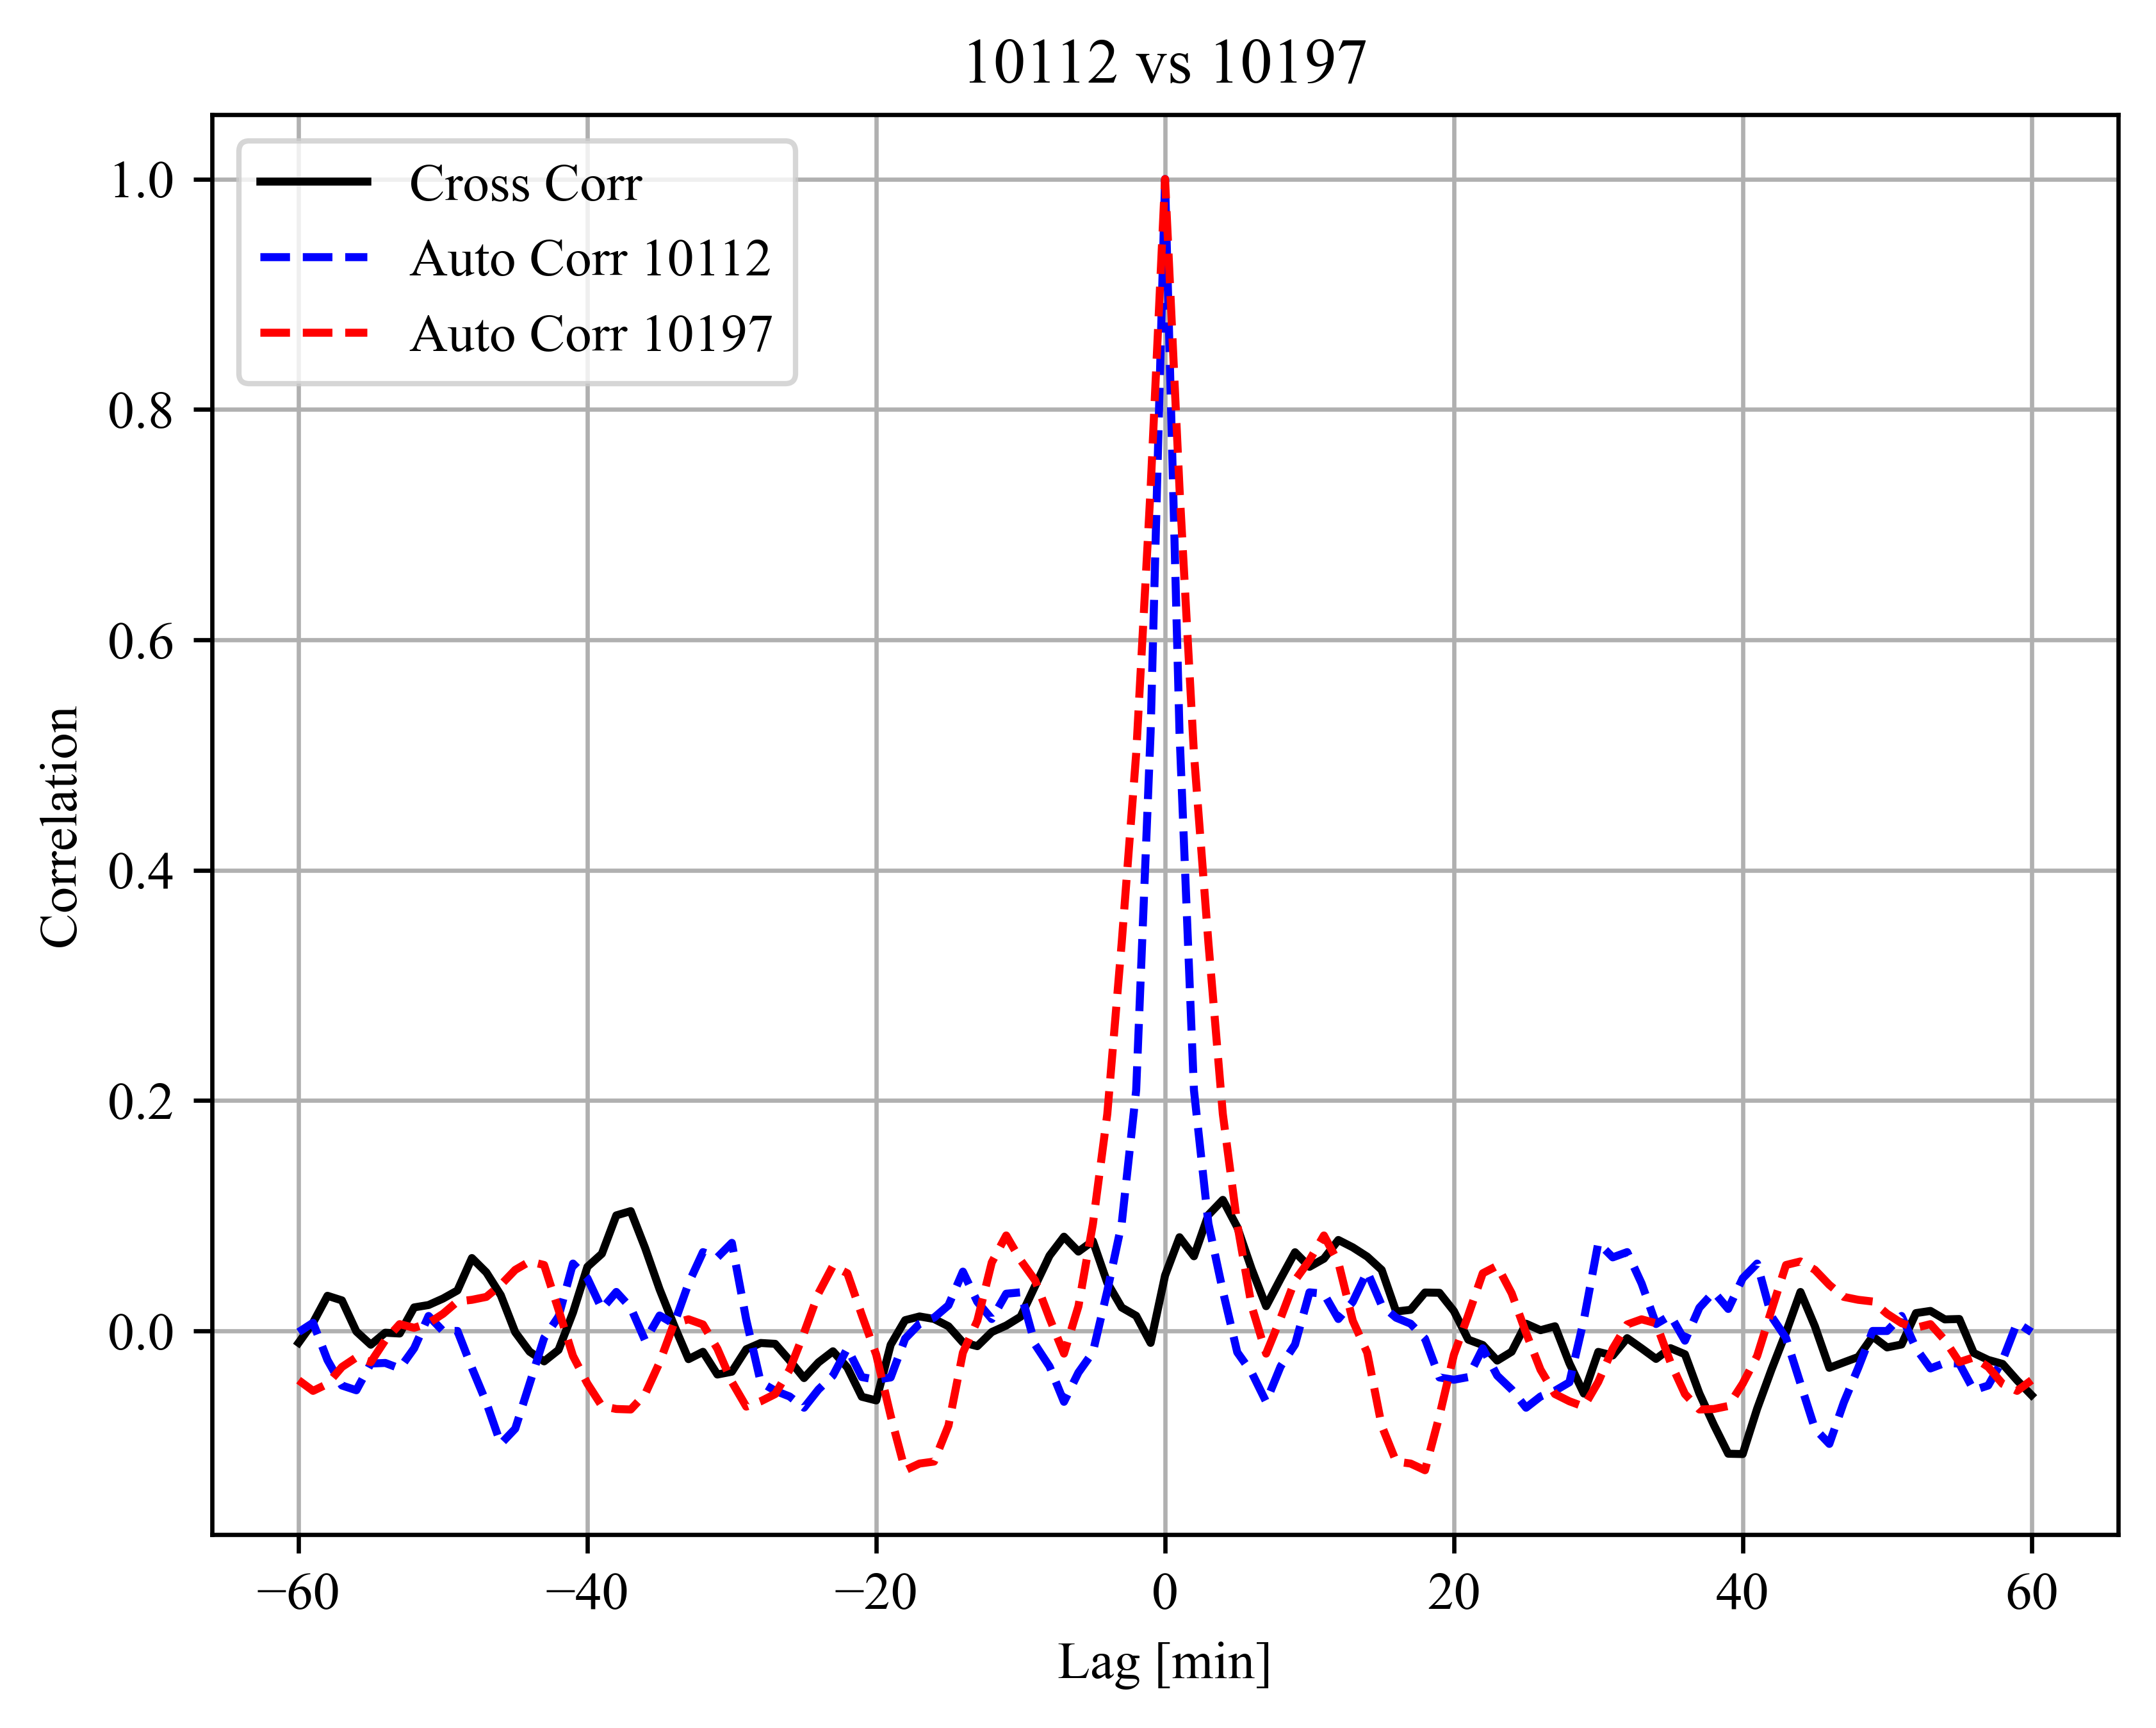 10112 vs 10197
Cross Corr
Auto Corr 10112
Auto Corr 10197
1.0
0.8
0.6
0.4
0.2
0.0
Correlation
−60 −40 −20 0 20 40 60
Lag [min]